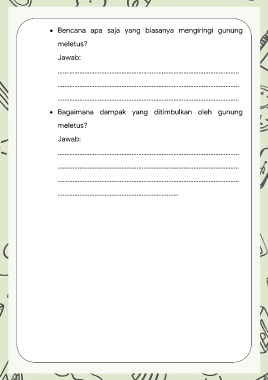 • Bencana apa saja yang biasanya mengiringi gunung
meletus?
Jawab:
................................................................................
................................................................................
................................................................................
• Bagaimana dampak yang ditimbulkan oleh gunung
meletus?
Jawab:
................................................................................
................................................................................
................................................................................
......................................................